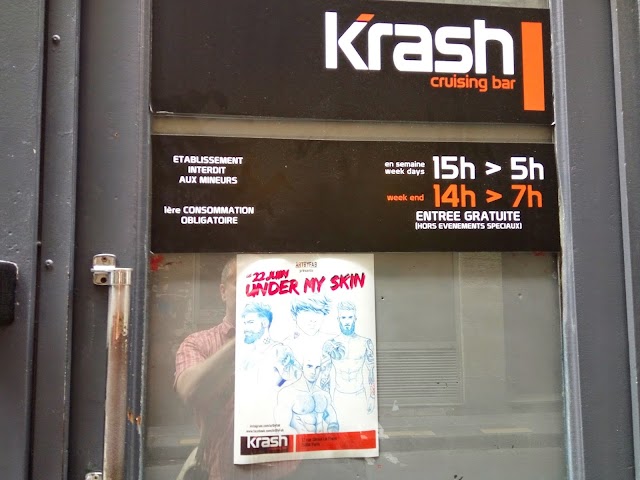 Krash
cruising bar
ETABLISSEMENT
INTERDIT
AUX MINEURS
1ère CONSOMMATION
OBLIGATOIRE
en semaine
week days
15h > 5h
week end 14h > 7h
ENTREE GRATUITE
(HORS EVENEMENTS SPECIAUX)
22 JUIN
UNDER MY SKIN
Krash